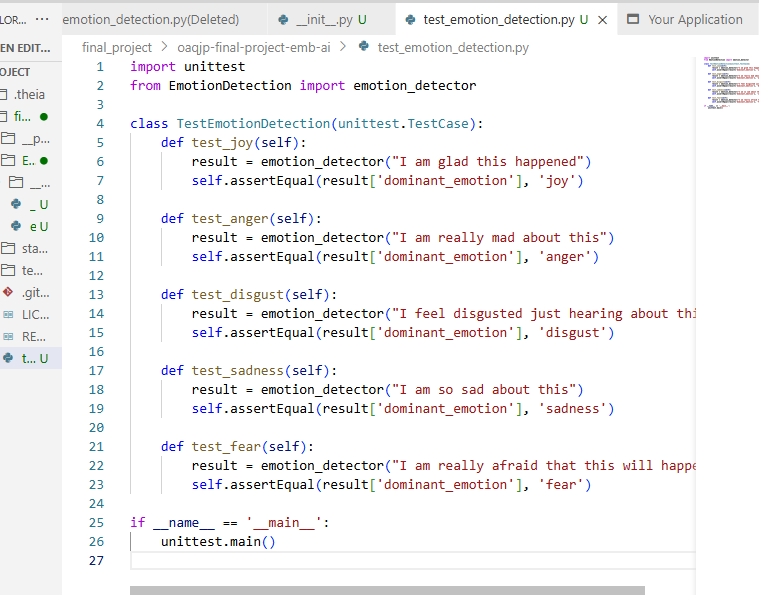 LOR... ... emotion_detection.py(Deleted) __init__.py U test_emotion_detection.py U × Your Application
EN EDIT... final_project > oaqjp-final-project-emb-ai > test_emotion_detection.py
OJECT
.theia
fi...
__p...
E..
__...
_ U
e U
sta...
te...
.git...
LIC...
RE...
t... U
1 import unittest
2 from EmotionDetection import emotion_detector
3
4 class TestEmotionDetection(unittest.TestCase):
5 def test_joy(self):
6 result = emotion_detector("I am glad this happened")
7 self.assertEqual(result['dominant_emotion'], 'joy')
8
9 def test_anger(self):
10 result = emotion_detector("I am really mad about this")
11 self.assertEqual(result['dominant_emotion'], 'anger')
12
13 def test_disgust(self):
14 result = emotion_detector("I feel disgusted just hearing about thi
15 self.assertEqual(result['dominant_emotion'], 'disgust')
16
17 def test_sadness(self):
18 result = emotion_detector("I am so sad about this")
19 self.assertEqual(result['dominant_emotion'], 'sadness')
20
21 def test_fear(self):
22 result = emotion_detector("I am really afraid that this will happe
23 self.assertEqual(result['dominant_emotion'], 'fear')
24
25 if __name__ == '__main__':
26 unittest.main()
27